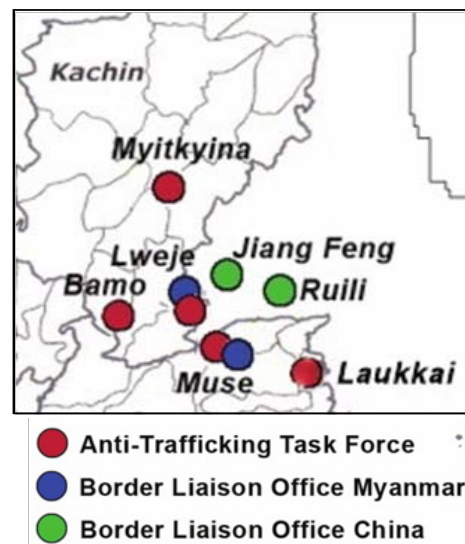 Kachin
Myitkyina
Lweje
Jiang Feng
Bamo
Ruili
Muse
Laukkai
Anti-Trafficking Task Force
Border Liaison Office Myanmar
Border Liaison Office China